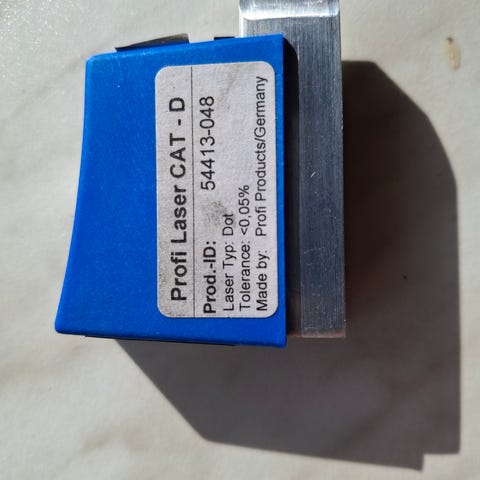 Profi Laser CAT - D
Prod.-ID: 54413-048
Laser Typ: Dot
Tolerance: <0,05%
Made by: Profi Products/Germany